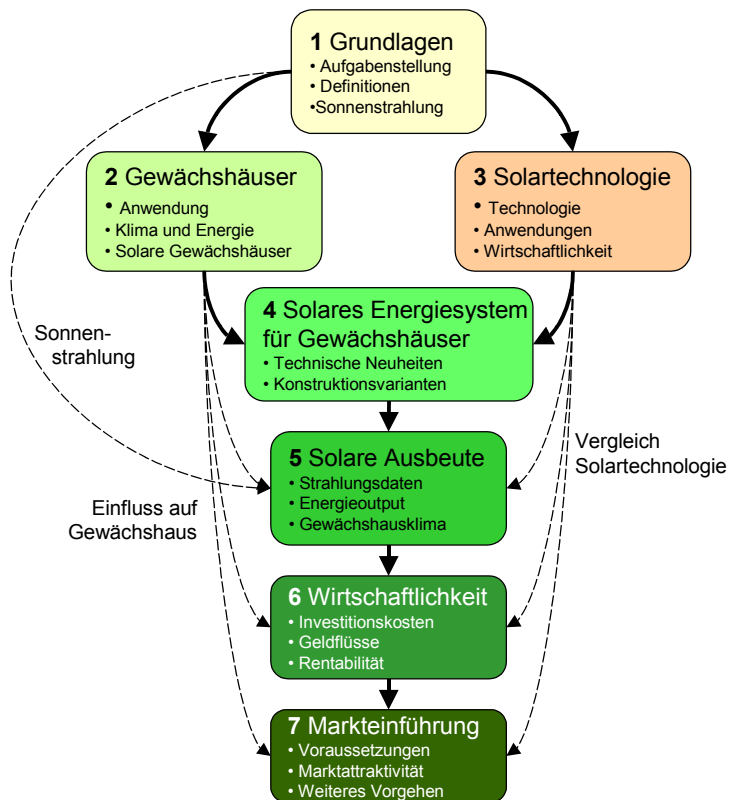 1 Grundlagen
• Aufgabenstellung
• Definitionen
•Sonnenstrahlung
2 Gewächshäuser
• Anwendung
• Klima und Energie
• Solare Gewächshäuser
3 Solartechnologie
• Technologie
• Anwendungen
• Wirtschaftlichkeit
4 Solares Energiesystem
für Gewächshäuser
• Technische Neuheiten
• Konstruktionsvarianten
Sonnen-
strahlung
5 Solare Ausbeute
• Strahlungsdaten
• Energieoutput
• Gewächshausklima
Vergleich
Solartechnologie
Einfluss auf
Gewächshaus
6 Wirtschaftlichkeit
• Investitionskosten
• Geldflüsse
• Rentabilität
7 Markteinführung
• Voraussetzungen
• Marktattraktivität
• Weiteres Vorgehen